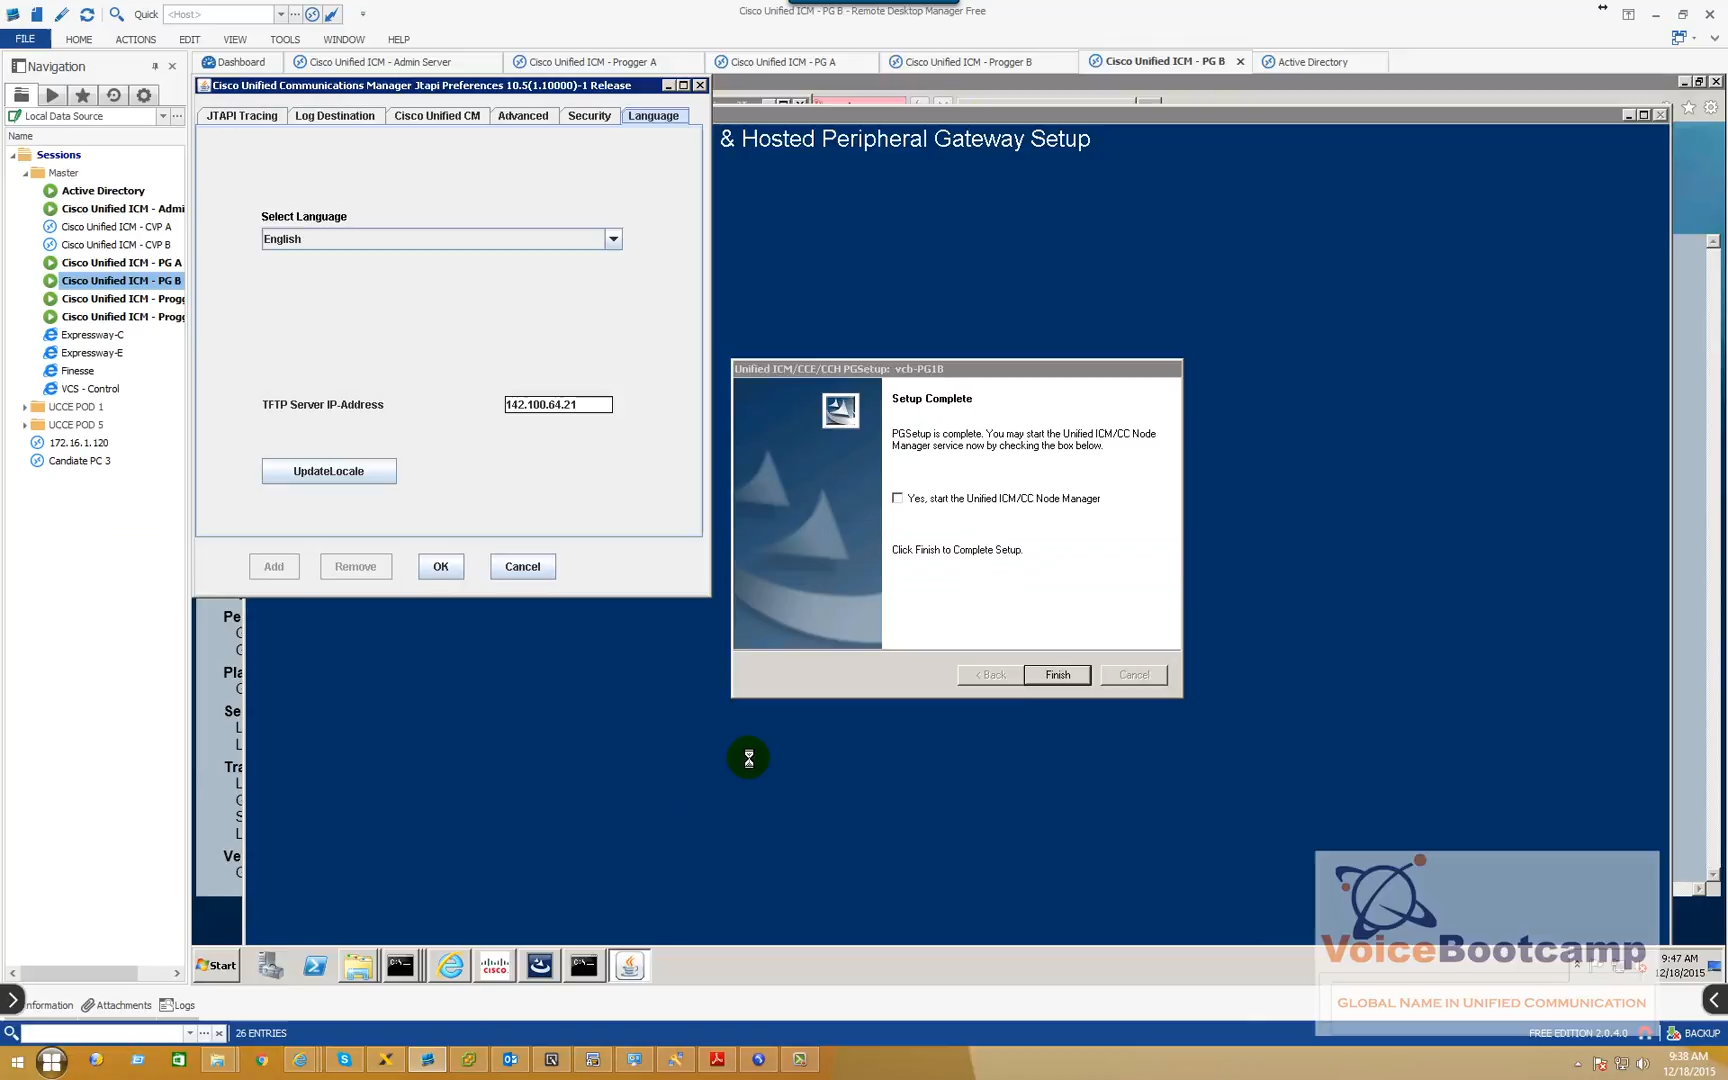 Quick
<Host>
Cisco Unified ICM - PG B - Remote Desktop Manager Free
FILE
HOME
ACTIONS
EDIT
VIEW
TOOLS
WINDOW
HELP
Navigation
Dashboard
Cisco Unified ICM - Admin Server
Cisco Unified ICM - Progger A
Cisco Unified ICM - PG A
Cisco Unified ICM - Progger B
Cisco Unified ICM - PG B
Active Directory
Local Data Source
Name
Sessions
Master
Active Directory
Cisco Unified ICM - Admi
Cisco Unified ICM - CVP A
Cisco Unified ICM - CVP B
Cisco Unified ICM - PG A
Cisco Unified ICM - PG B
Cisco Unified ICM - Progg
Cisco Unified ICM - Progg
Expressway-C
Expressway-E
Finesse
VCS - Control
UCCE POD 1
UCCE POD 5
172.16.1.120
Candiate PC 3
Cisco Unified Communications Manager Jtapi Preferences 10.5(1.10000)-1 Release
JTAPI Tracing
Log Destination
Cisco Unified CM
Advanced
Security
Language
Select Language
English
TFTP Server IP-Address
142.100.64.21
UpdateLocale
Add
Remove
OK
Cancel
& Hosted Peripheral Gateway Setup
Unified ICM/CCE/CCH PGSetup: vcb-PG1B
Setup Complete
PGSetup is complete. You may start the Unified ICM/CC Node
Manager service now by checking the box below.
Yes, start the Unified ICM/CC Node Manager
Click Finish to Complete Setup.
< Back
Finish
Cancel
Pe
Pla
Se
Tra
Ve
VoiceBootcamp
GLOBAL NAME IN UNIFIED COMMUNICATION
Start
cisco
9:47 AM
12/18/2015
nformation
Attachments
Logs
26 ENTRIES
FREE EDITION 2.0.4.0
BACKUP
9:38 AM
12/18/2015